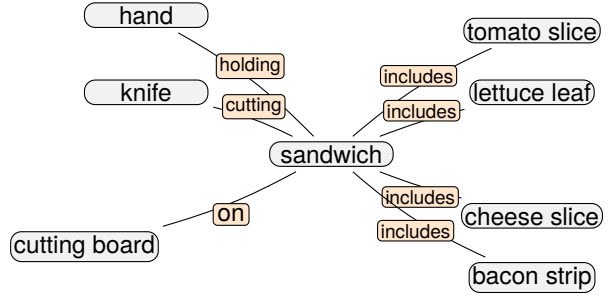 hand
tomato slice
holding
includes
knife
lettuce leaf
cutting
includes
sandwich
includes
on
cheese slice
includes
cutting board
bacon strip